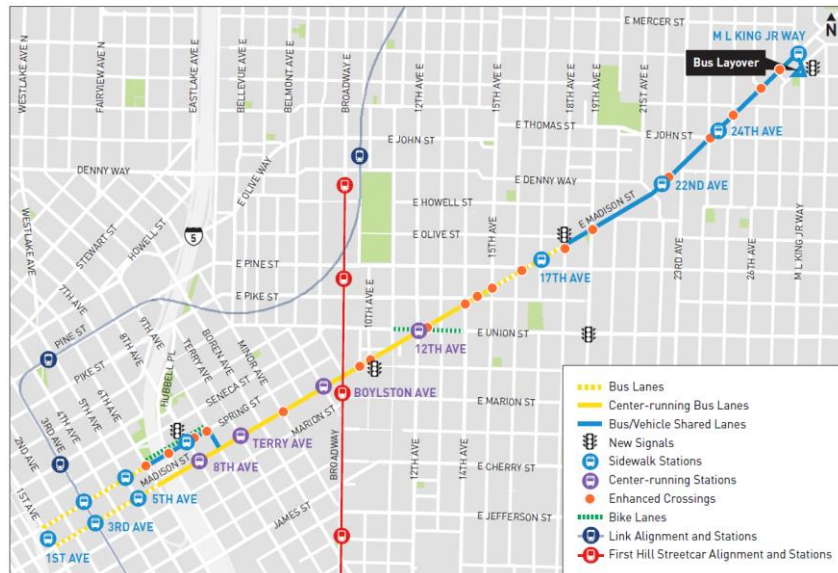 E MERCER ST
N
M L KING JR WAY
Bus Layover
WESTLAKE AVE N
FAIRVIEW AVE N
EASTLAKE AVE E
BELLEVUE AVE E
BELMONT AVE E
BROADWAY E
12TH AVE E
15TH AVE E
18TH AVE E
19TH AVE E
21ST AVE E
E THOMAS ST
E JOHN ST
E JOHN ST
24TH AVE
DENNY WAY
E OLIVE WAY
E DENNY WAY
22ND AVE
E HOWELL ST
E MADISON ST
E OLIVE ST
WESTLAKE AVE
STEWART ST
HOWELL ST
5
15TH AVE
17TH AVE
23RD AVE
26TH AVE
M L KING JR WAY
E PINE ST
E PIKE ST
10TH AVE E
7TH AVE
PINE ST
8TH AVE
9TH AVE
TERRY AVE
BOREN AVE
MINOR AVE
E UNION ST
12TH AVE
PIKE ST
HUBBELL PL
6TH AVE
5TH AVE
4TH AVE
3RD AVE
2ND AVE
1ST AVE
SENECA ST
SPRING ST
MARION ST
BOYLSTON AVE
E MARION ST
TERRY AVE
MADISON ST
8TH AVE
BROADWAY
12TH AVE
14TH AVE
E CHERRY ST
5TH AVE
JAMES ST
E JEFFERSON ST
3RD AVE
1ST AVE
Bus Lanes
Center-running Bus Lanes
Bus/Vehicle Shared Lanes
New Signals
Sidewalk Stations
Center-running Stations
Enhanced Crossings
Bike Lanes
Link Alignment and Stations
First Hill Streetcar Alignment and Stations